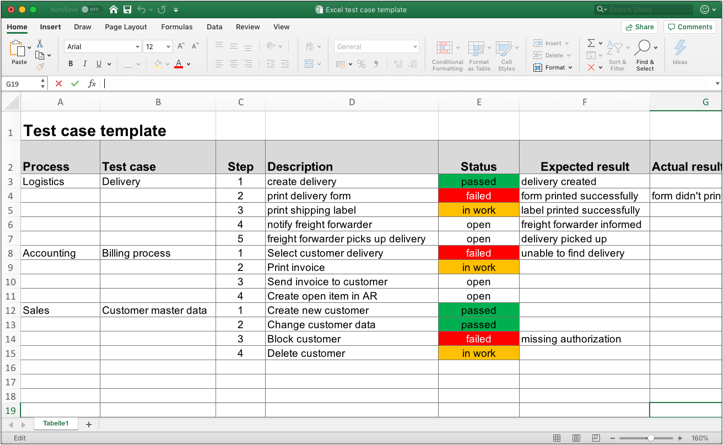 AutoSave OFF Excel test case template Search Sheet
Home Insert Draw Page Layout Formulas Data Review View Share Comments
Paste Arial 12 A A General Conditional Formatting Format as Table Cell Styles Insert Delete Format Sort & Filter Find & Select Ideas
B I U
G19 fx
A B C D E F G
1 Test case template
2 Process Test case Step Description Status Expected result Actual result
3 Logistics Delivery 1 create delivery passed delivery created
4 2 print delivery form failed form printed successfully form didn't prin
5 3 print shipping label in work label printed successfully
6 4 notify freight forwarder open freight forwarder informed
7 5 freight forwarder picks up delivery open delivery picked up
8 Accounting Billing process 1 Select customer delivery failed unable to find delivery
9 2 Print invoice in work
10 3 Send invoice to customer open
11 4 Create open item in AR open
12 Sales Customer master data 1 Create new customer passed
13 2 Change customer data passed
14 3 Block customer failed missing authorization
15 4 Delete customer in work
16
17
18
19
Tabelle1 +
Edit 160%